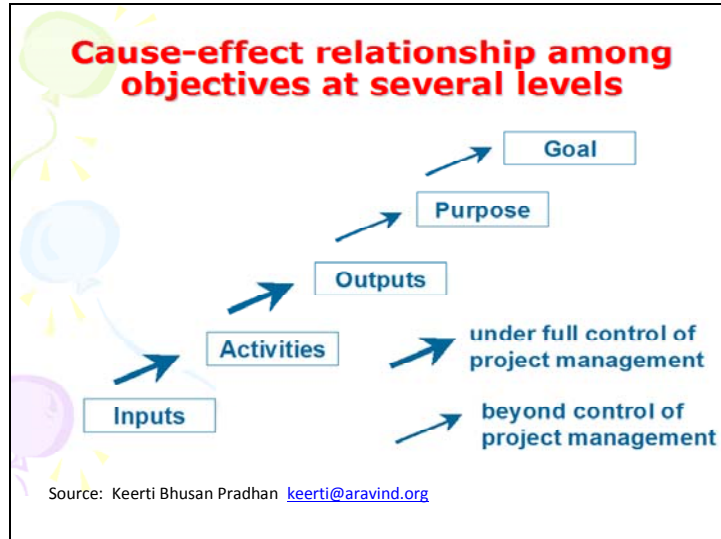 Cause-effect relationship among
objectives at several levels
Goal
Purpose
Outputs
Activities
Inputs
under full control of
project management
beyond control of
project management
Source: Keerti Bhusan Pradhan keerti@aravind.org